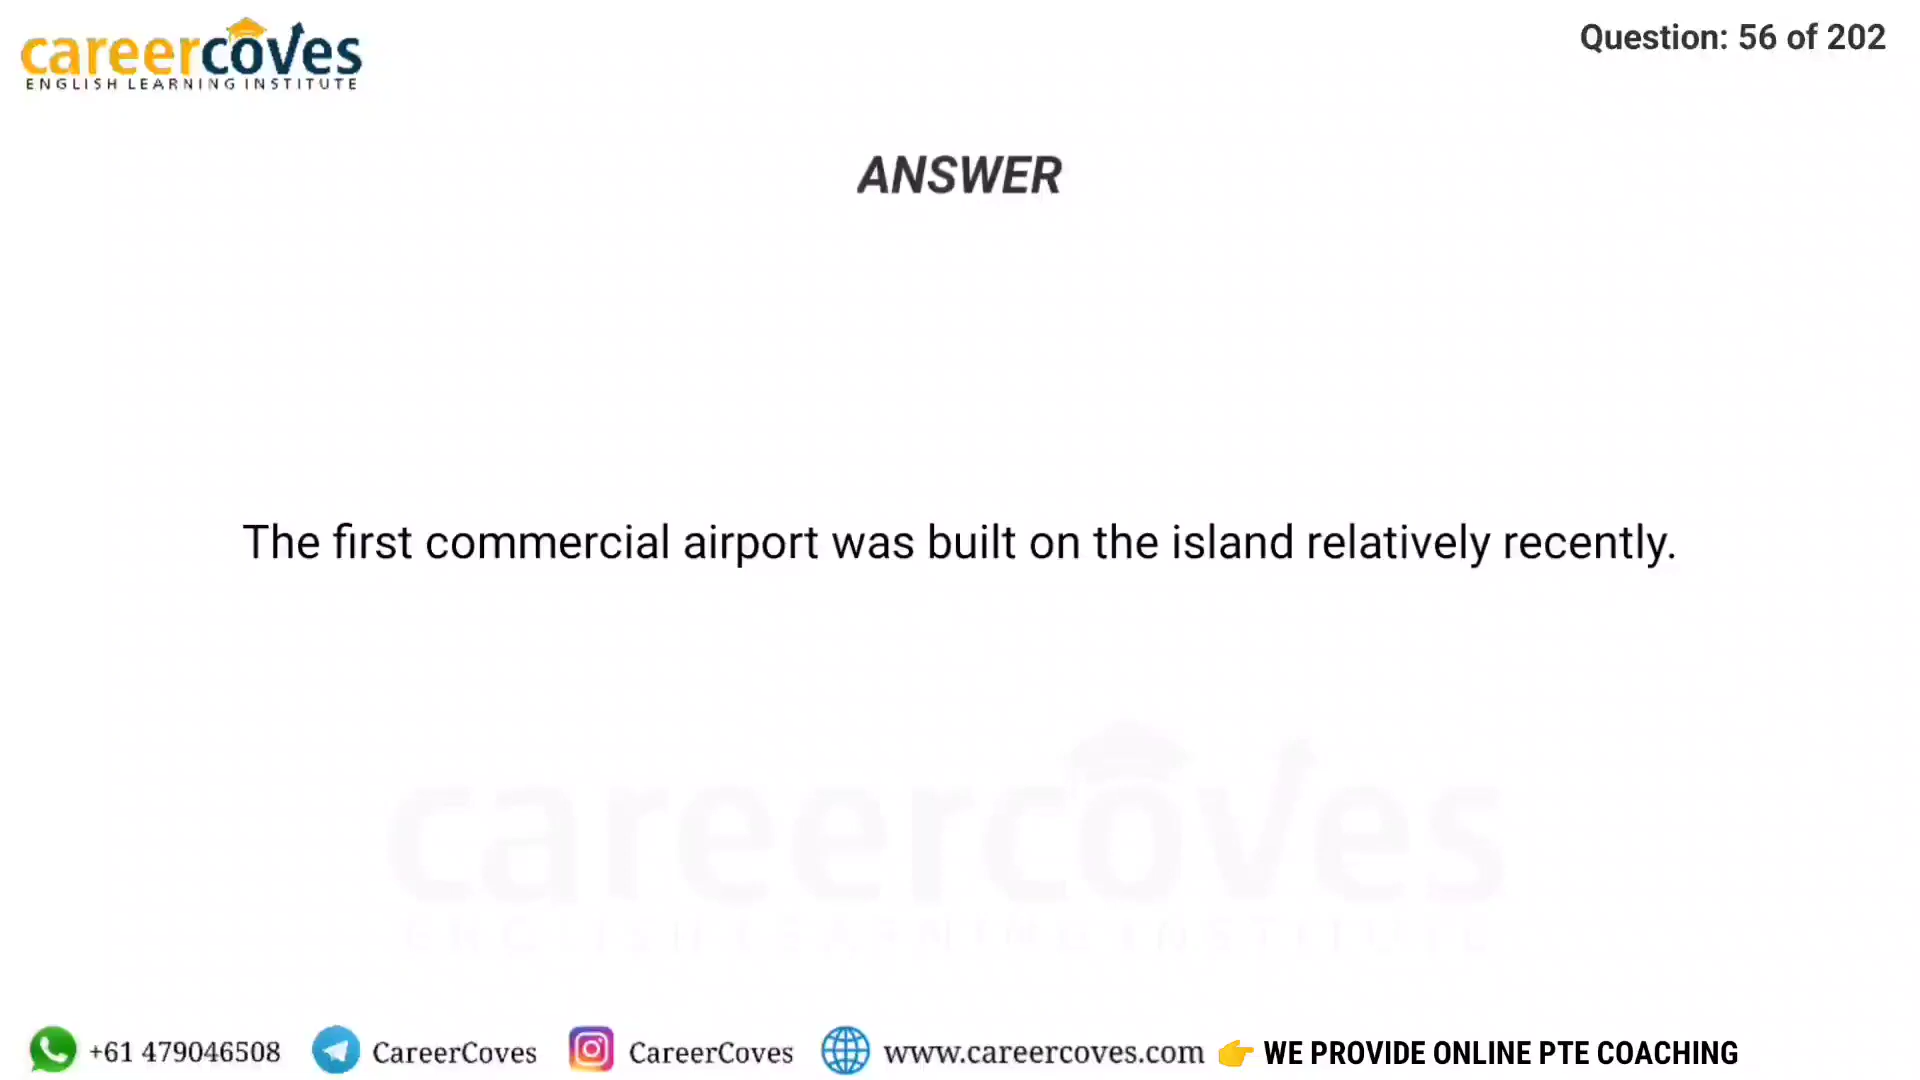 careercoves
ENGLISH LEARNING INSTITUTE
Question: 56 of 202
ANSWER
The first commercial airport was built on the island relatively recently.
careercoves
+61 479046508 CareerCoves CareerCoves www.careercoves.com 👉 WE PROVIDE ONLINE PTE COACHING